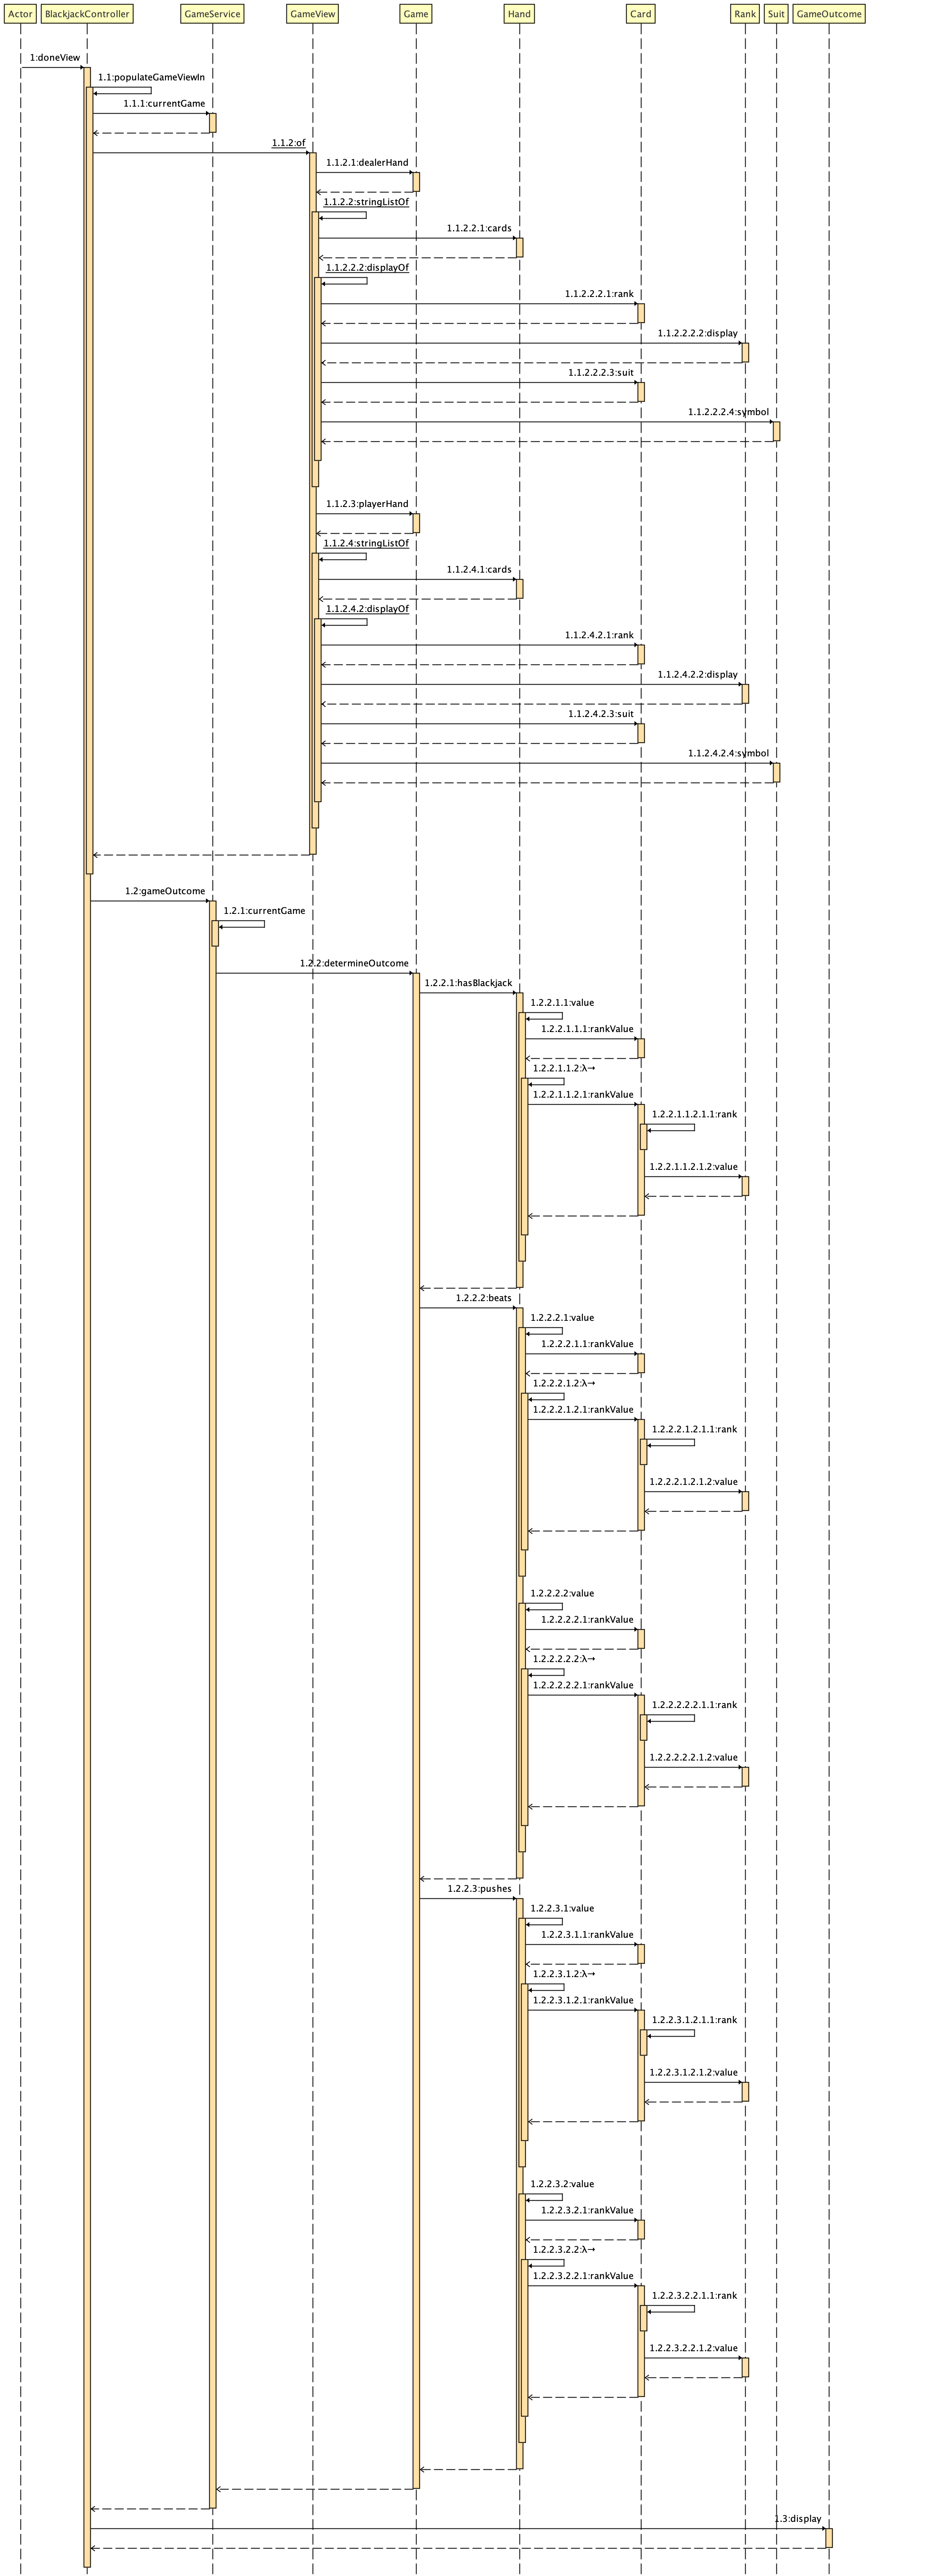 Actor BlackjackController GameService GameView Game Hand Card Rank Suit GameOutcome
1:doneView
1.1:populateGameViewIn
1.1.1:currentGame
1.1.2:of
1.1.2.1:dealerHand
1.1.2.2:stringListOf
1.1.2.2.1:cards
1.1.2.2.2:displayOf
1.1.2.2.2.1:rank
1.1.2.2.2.2:display
1.1.2.2.2.3:suit
1.1.2.2.2.4:symbol
1.1.2.3:playerHand
1.1.2.4:stringListOf
1.1.2.4.1:cards
1.1.2.4.2:displayOf
1.1.2.4.2.1:rank
1.1.2.4.2.2:display
1.1.2.4.2.3:suit
1.1.2.4.2.4:symbol
1.2:gameOutcome
1.2.1:currentGame
1.2.2:determineOutcome
1.2.2.1:hasBlackjack
1.2.2.1.1:value
1.2.2.1.1.1:rankValue
1.2.2.1.1.2:λ→
1.2.2.1.1.2.1:rankValue
1.2.2.1.1.2.1.1:rank
1.2.2.1.1.2.1.2:value
1.2.2.2:beats
1.2.2.2.1:value
1.2.2.2.1.1:rankValue
1.2.2.2.1.2:λ→
1.2.2.2.1.2.1:rankValue
1.2.2.2.1.2.1.1:rank
1.2.2.2.1.2.1.2:value
1.2.2.2.2:value
1.2.2.2.2.1:rankValue
1.2.2.2.2.2:λ→
1.2.2.2.2.2.1:rankValue
1.2.2.2.2.2.1.1:rank
1.2.2.2.2.2.1.2:value
1.2.2.3:pushes
1.2.2.3.1:value
1.2.2.3.1.1:rankValue
1.2.2.3.1.2:λ→
1.2.2.3.1.2.1:rankValue
1.2.2.3.1.2.1.1:rank
1.2.2.3.1.2.1.2:value
1.2.2.3.2:value
1.2.2.3.2.1:rankValue
1.2.2.3.2.2:λ→
1.2.2.3.2.2.1:rankValue
1.2.2.3.2.2.1.1:rank
1.2.2.3.2.2.1.2:value
1.3:display